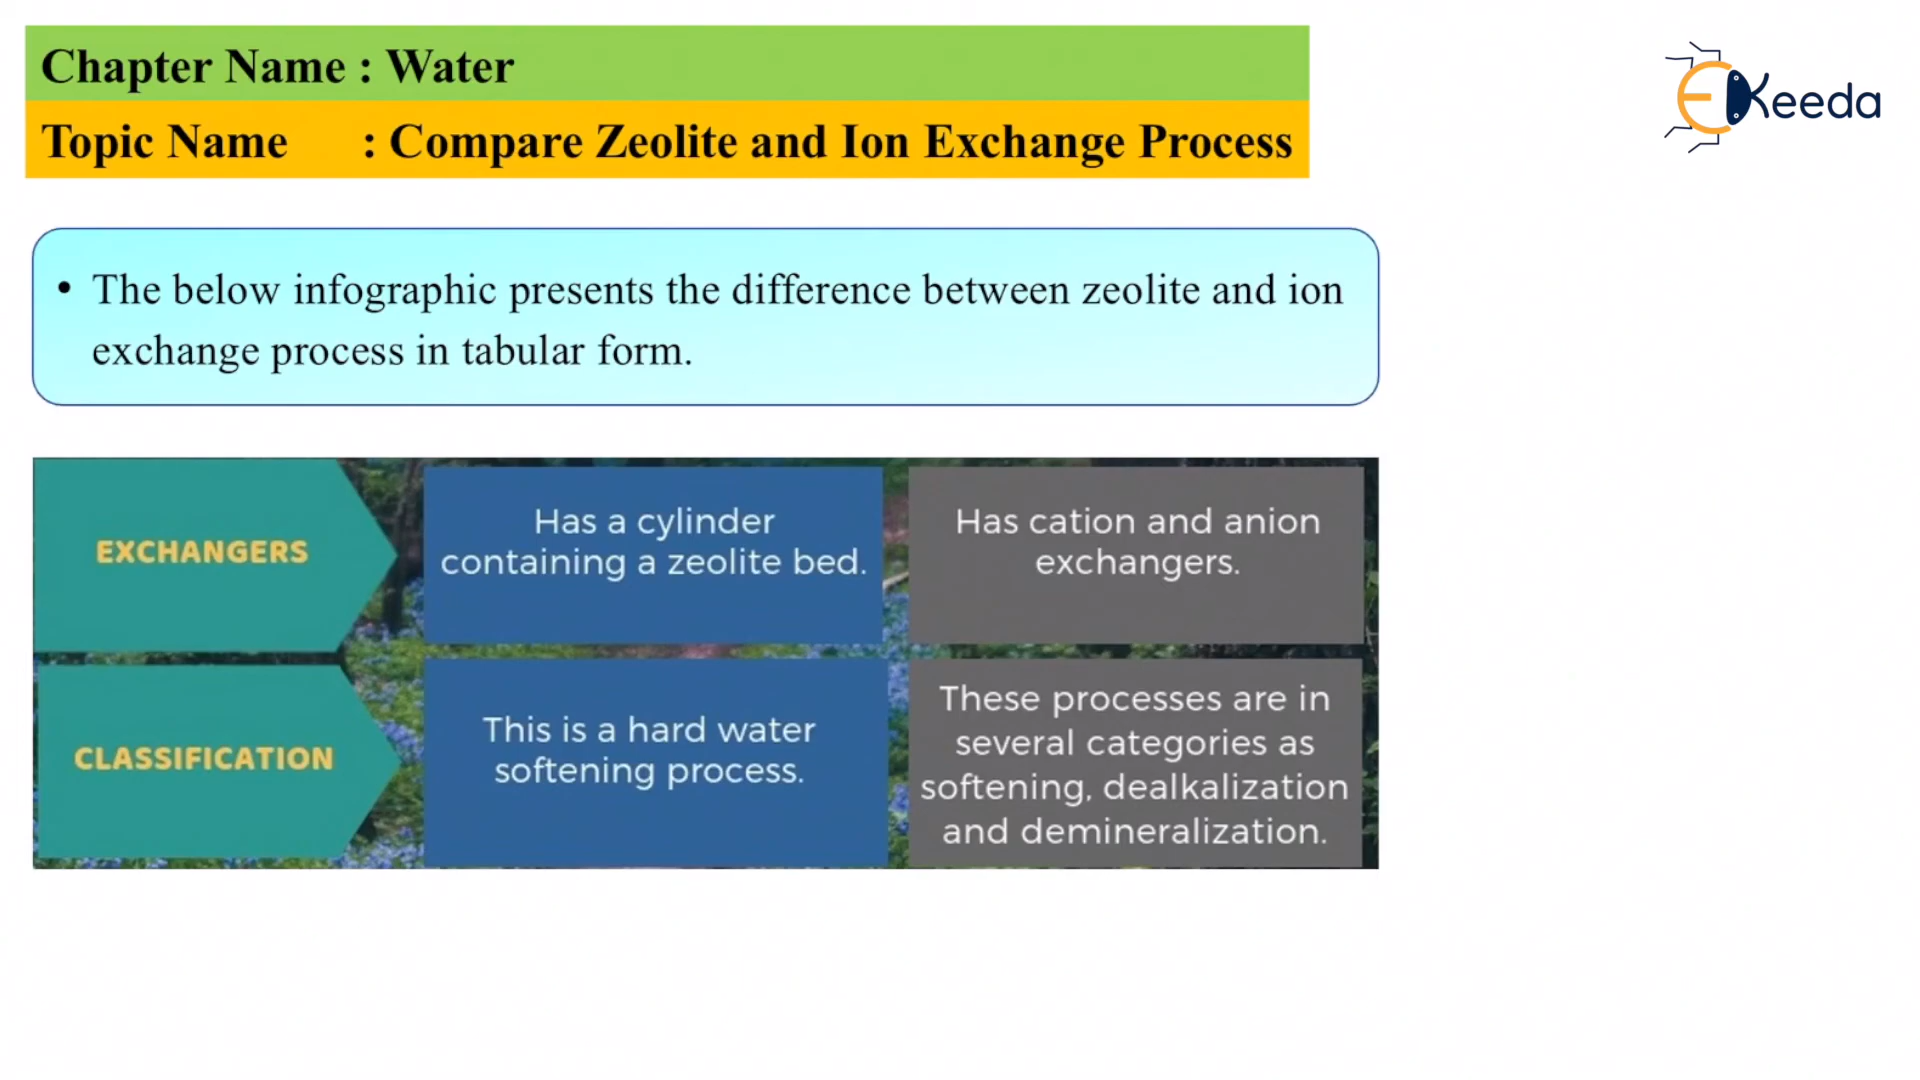 Chapter Name : Water
Topic Name : Compare Zeolite and Ion Exchange Process
EKeeda
• The below infographic presents the difference between zeolite and ion
exchange process in tabular form.
EXCHANGERS
Has a cylinder
containing a zeolite bed.
Has cation and anion
exchangers.
CLASSIFICATION
This is a hard water
softening process.
These processes are in
several categories as
softening, dealkalization
and demineralization.